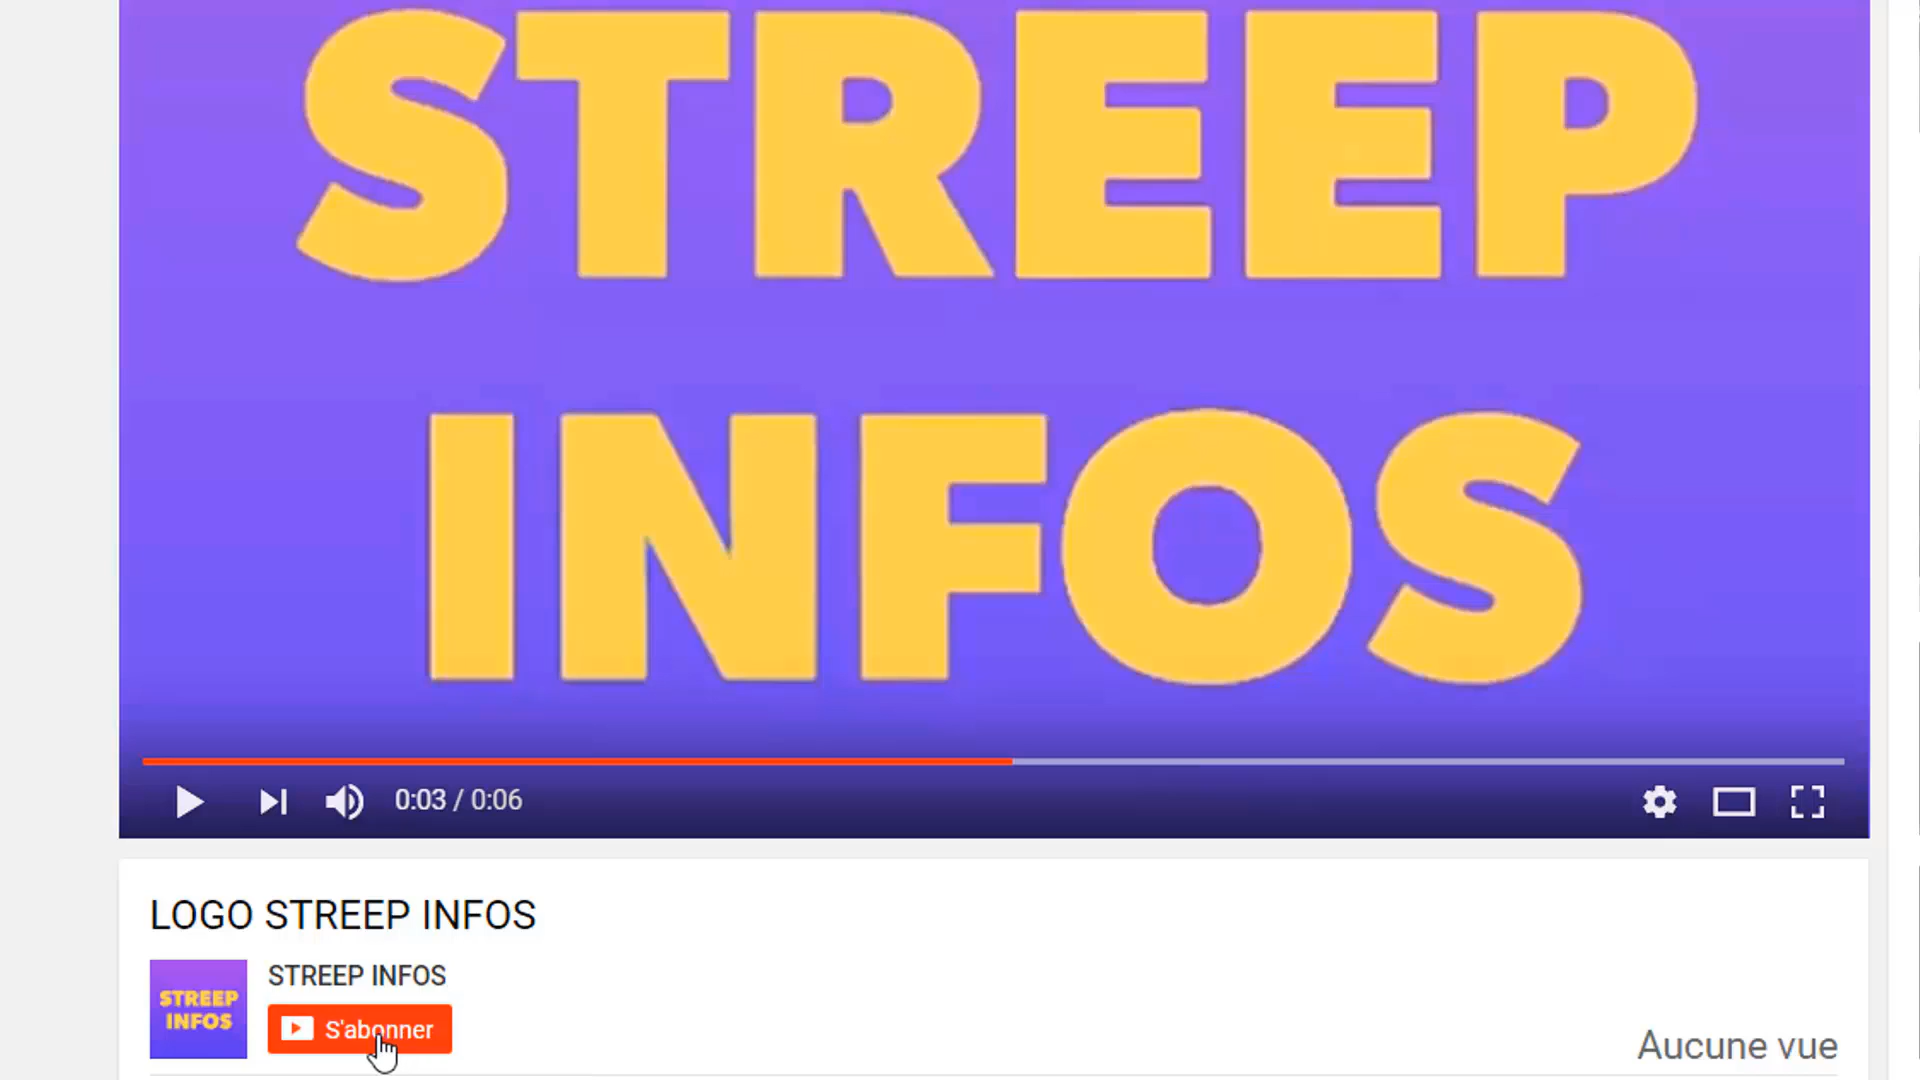 STREEP
INFOS
0:03 / 0:06
LOGO STREEP INFOS
STREEP INFOS
STREEP
INFOS
S'abonner
Aucune vue